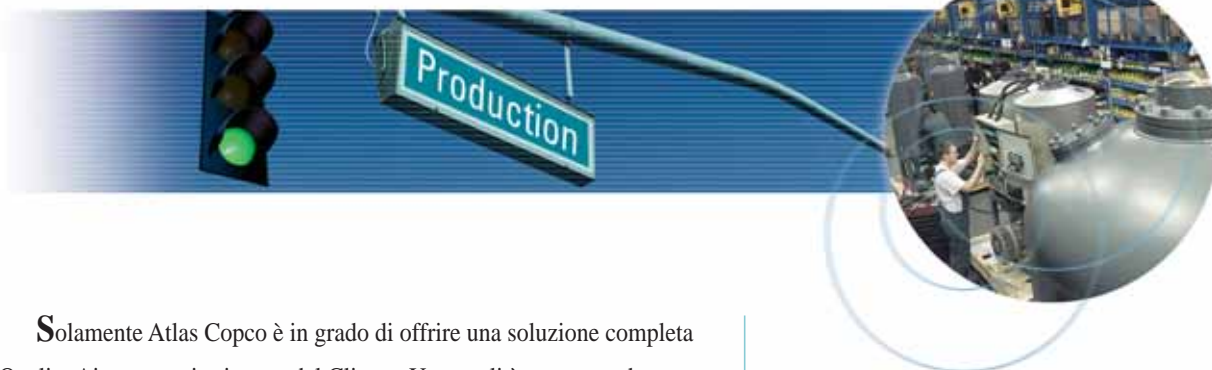 Production
Solamente Atlas Copco è in grado di offrire una soluzione completa